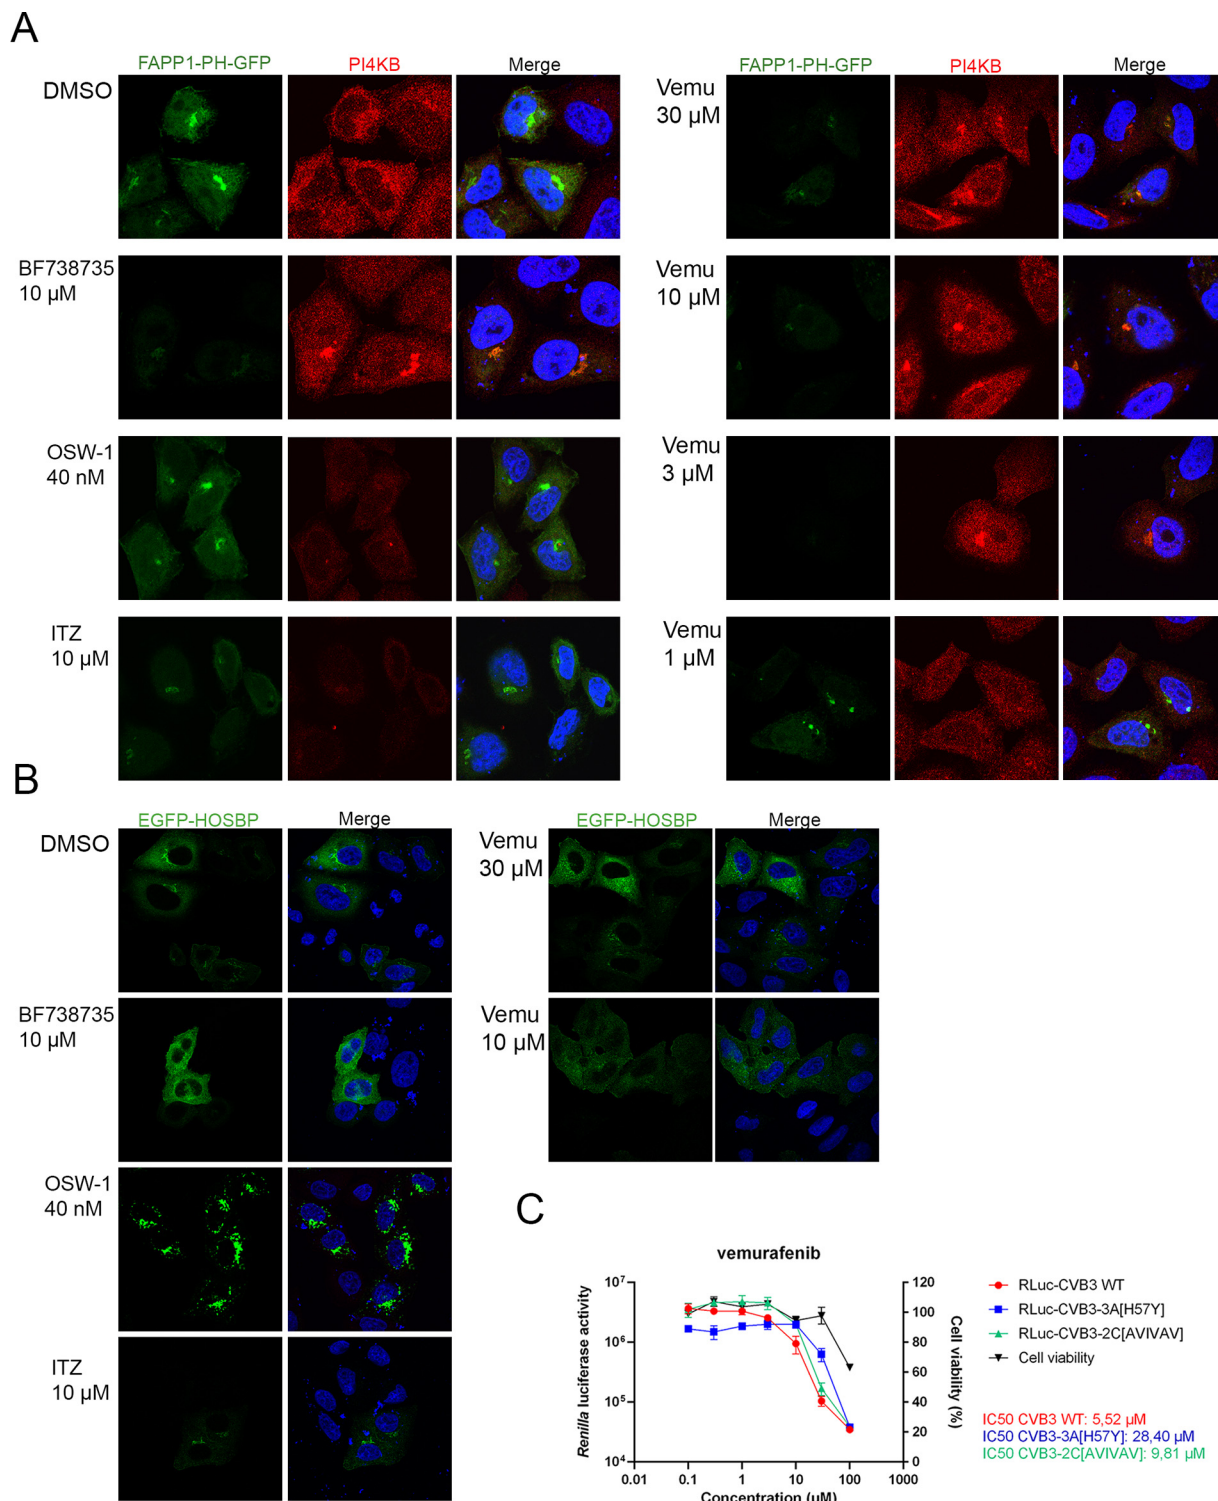 A
FAPP1-PH-GFP PI4KB Merge
DMSO
BF738735
10 µM
OSW-1
40 nM
ITZ
10 µM
FAPP1-PH-GFP PI4KB Merge
Vemu
30 µM
Vemu
10 µM
Vemu
3 µM
Vemu
1 µM
B
EGFP-HOSBP Merge
DMSO
BF738735
10 µM
OSW-1
40 nM
ITZ
10 µM
EGFP-HOSBP Merge
Vemu
30 µM
Vemu
10 µM
C
vemurafenib
Renilla luciferase activity
10⁷
10⁶
10⁵
10⁴
0.01 0.1 1 10 100 1000
Concentration (uM)
120
100
80
60
40
20
0
Cell viability (%)
RLuc-CVB3 WT
RLuc-CVB3-3A[H57Y]
RLuc-CVB3-2C[AVIVAV]
Cell viability
IC50 CVB3 WT: 5,52 µM
IC50 CVB3-3A[H57Y]: 28,40 µM
IC50 CVB3-2C[AVIVAV]: 9,81 µM